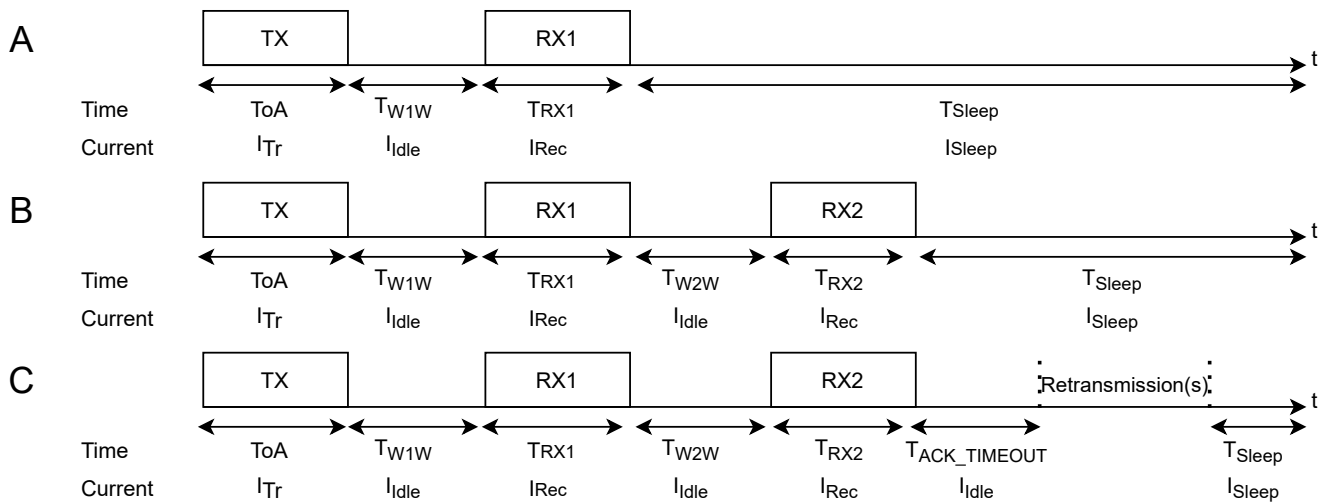 A TX RX1 t
Time ToA TW1W TRX1 TSleep
Current ITr IIdle IRec ISleep
B TX RX1 RX2 t
Time ToA TW1W TRX1 TW2W TRX2 TSleep
Current ITr IIdle IRec IIdle IRec ISleep
C TX RX1 RX2 Retransmission(s) t
Time ToA TW1W TRX1 TW2W TRX2 TACK_TIMEOUT TSleep
Current ITr IIdle IRec IIdle IRec IIdle ISleep